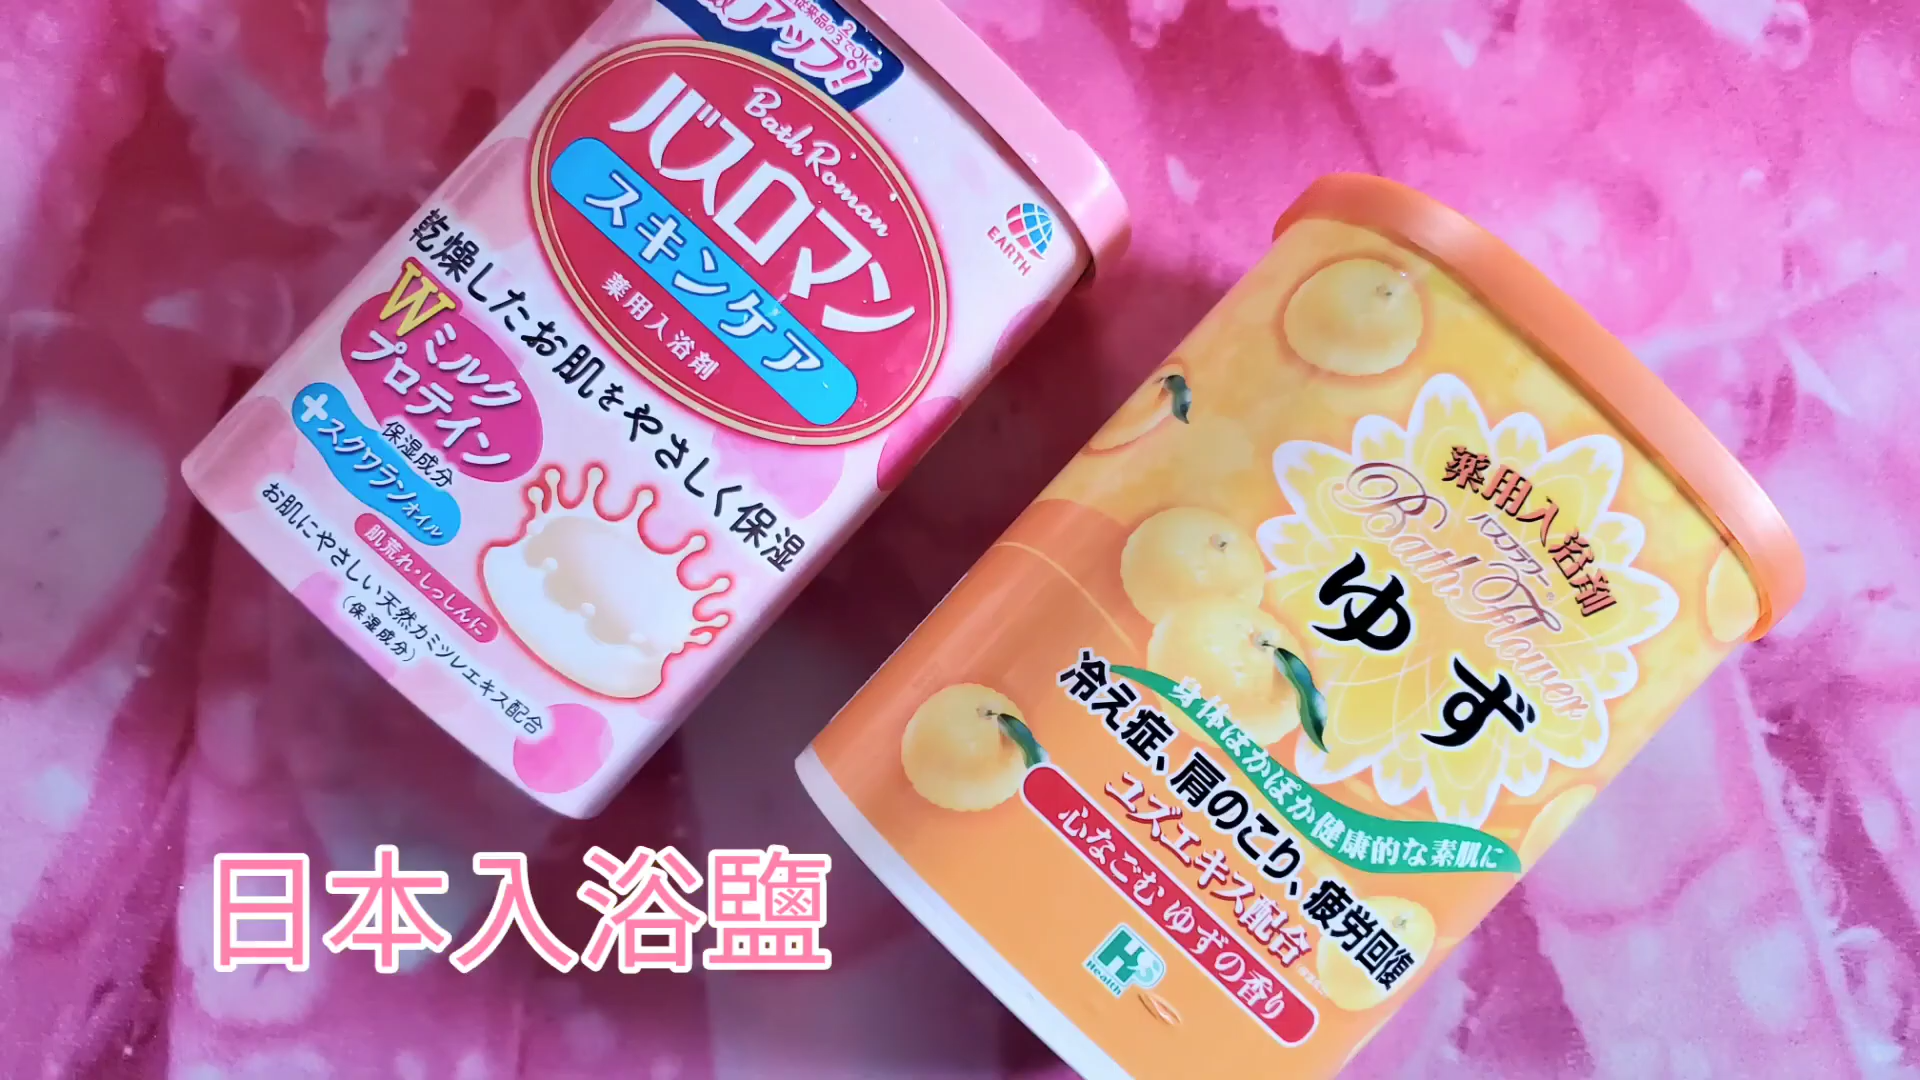 従来品の2/3でOK*
アップ!
Bath Roman
バスロマン
スキンケア
薬用入浴剤
EARTH
乾燥したお肌をやさしく保湿
Wミルク
プロテイン
保湿成分
+スクワランオイル
肌荒れ・しっしんに
お肌にやさしい天然カミツレエキス配合
(保湿成分)
薬用入浴剤
バスフラワー
Bath Flower
ゆず
身体ぽかぽか健康的な素肌に
冷え症、肩のこり、疲労回復
ユズエキス配合
心なごむ ゆずの香り
H&S
Health
日本入浴鹽